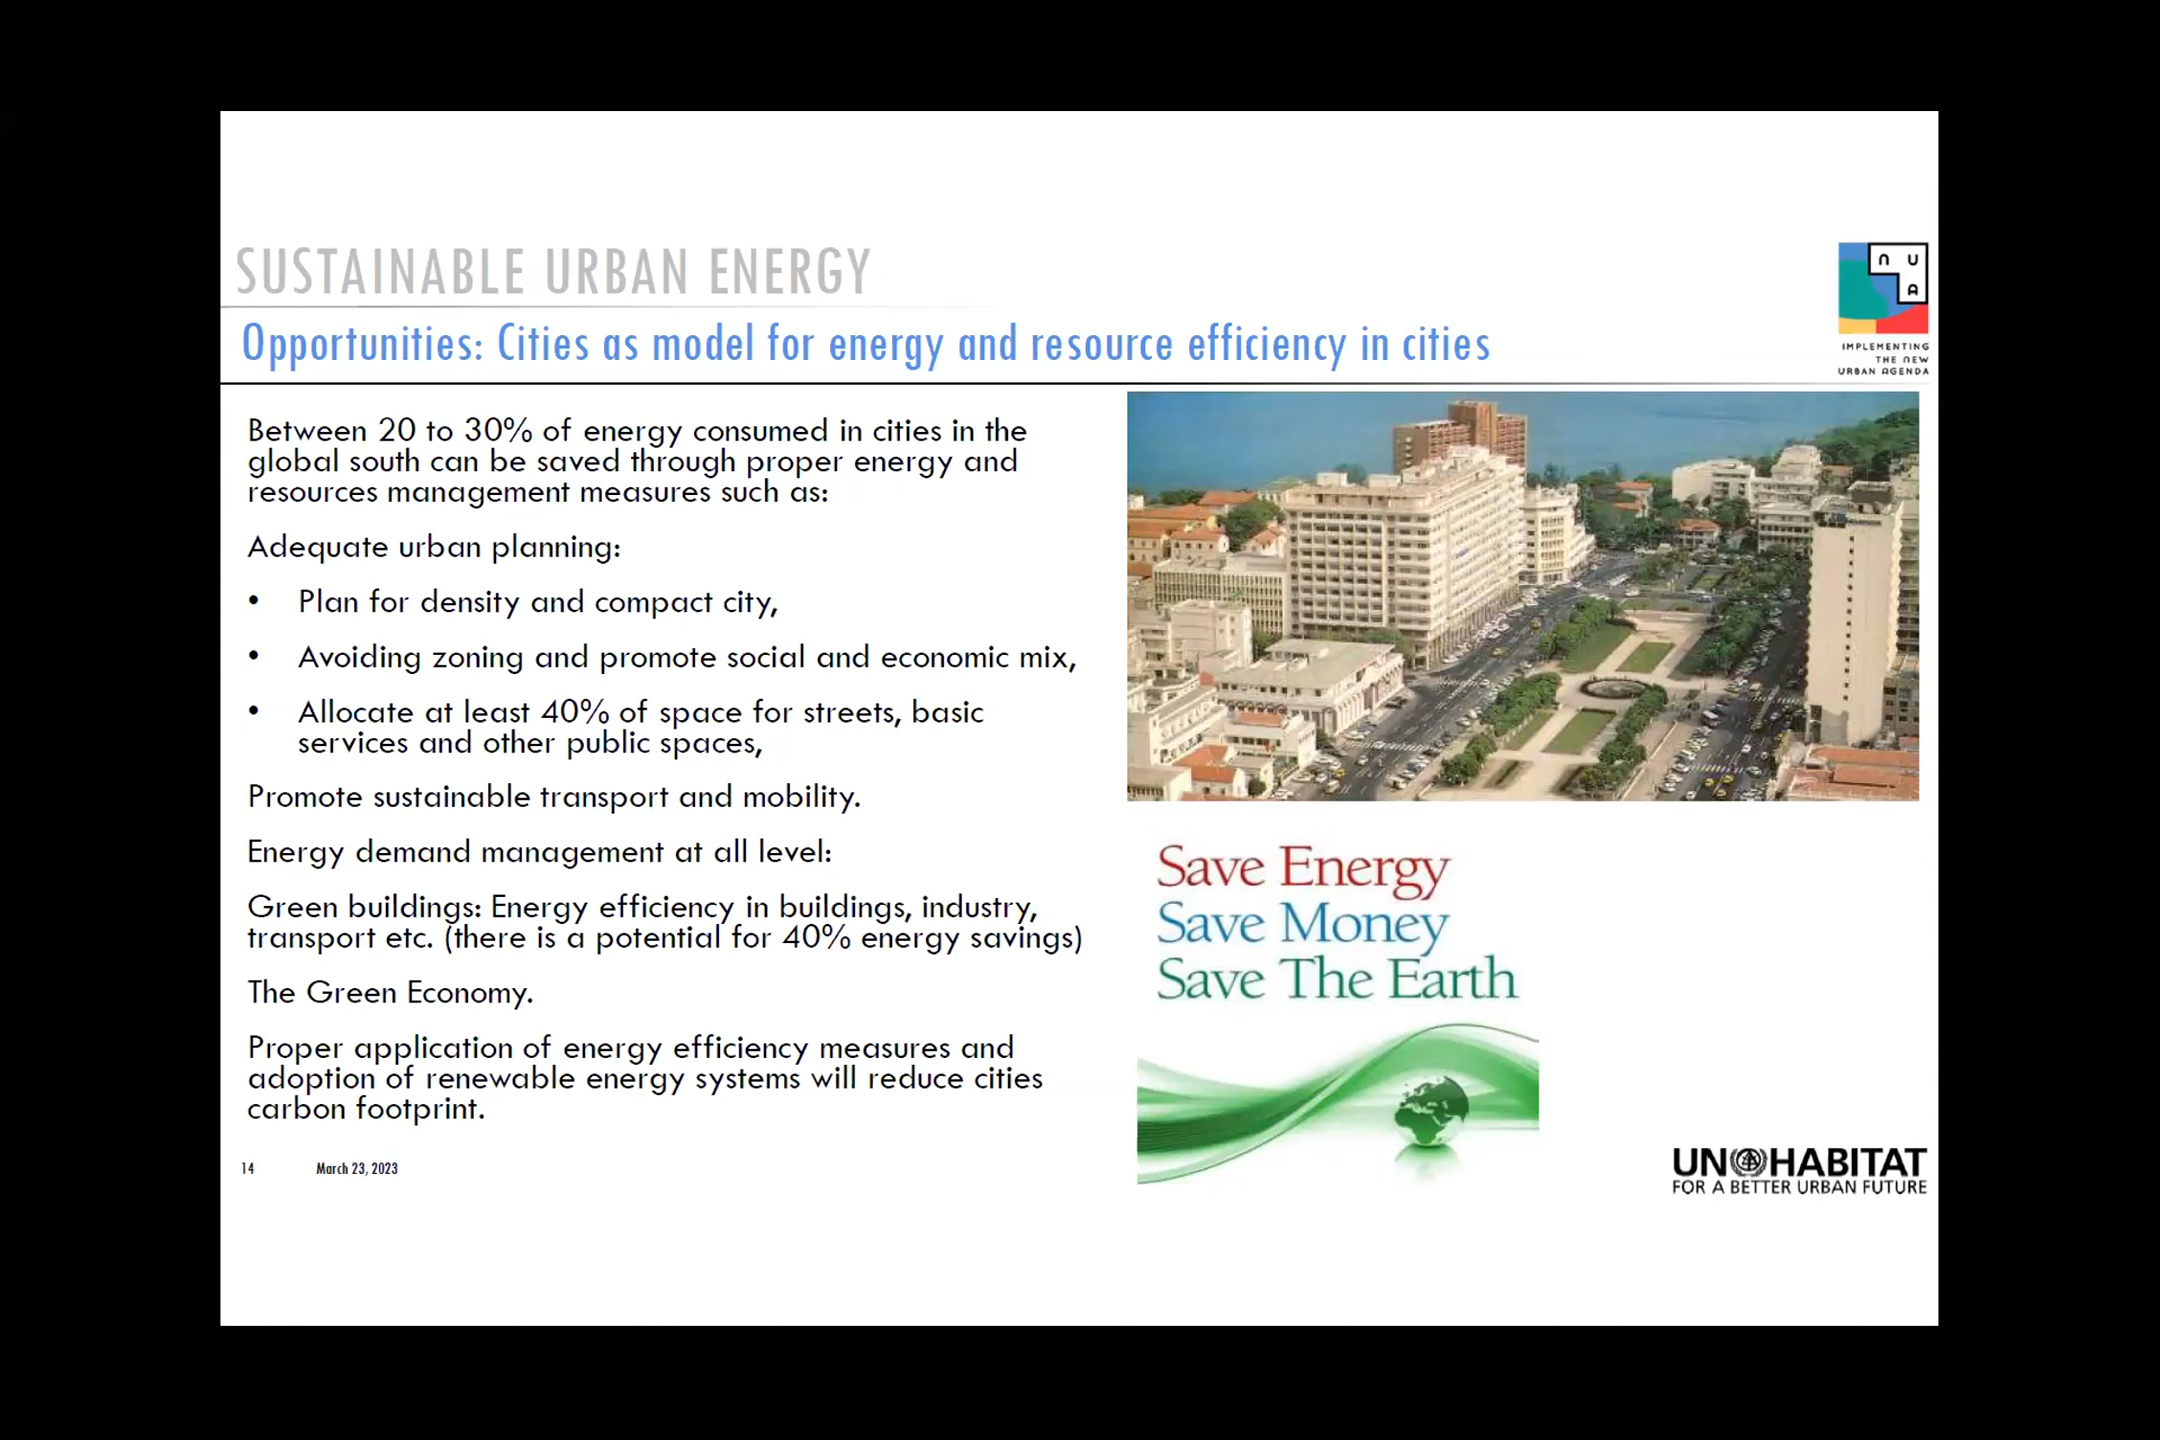 SUSTAINABLE URBAN ENERGY
Opportunities: Cities as model for energy and resource efficiency in cities
n U
A
IMPLEMENTING
THE nEW
URBAN AGENDA
Between 20 to 30% of energy consumed in cities in the
global south can be saved through proper energy and
resources management measures such as:
Adequate urban planning:
• Plan for density and compact city,
• Avoiding zoning and promote social and economic mix,
• Allocate at least 40% of space for streets, basic
services and other public spaces,
Promote sustainable transport and mobility.
Energy demand management at all level:
Green buildings: Energy efficiency in buildings, industry,
transport etc. (there is a potential for 40% energy savings)
The Green Economy.
Proper application of energy efficiency measures and
adoption of renewable energy systems will reduce cities
carbon footprint.
Save Energy
Save Money
Save The Earth
14 March 23, 2023
UN HABITAT
FOR A BETTER URBAN FUTURE